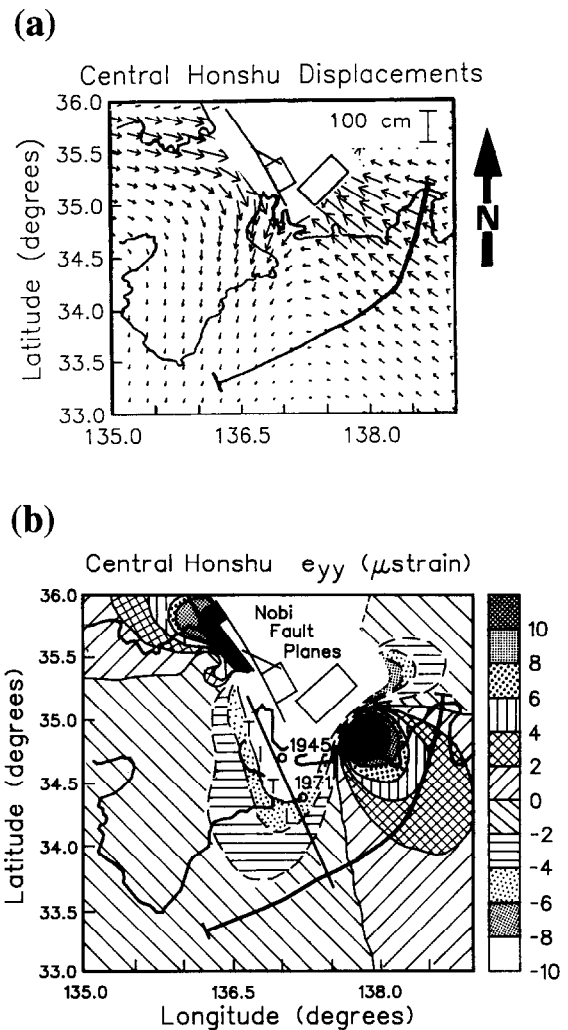 (a)
Central Honshu Displacements
36.0
100 cm
35.5
35.0
34.5
34.0
33.5
33.0
Latitude (degrees)
135.0 136.5 138.0
N
(b)
Central Honshu eyy (μstrain)
36.0
Nobi
Fault
Planes
35.5
35.0
1945
34.5
197
34.0
33.5
33.0
Latitude (degrees)
135.0 136.5 138.0
Longitude (degrees)
10
8
6
4
2
0
-2
-4
-6
-8
-10